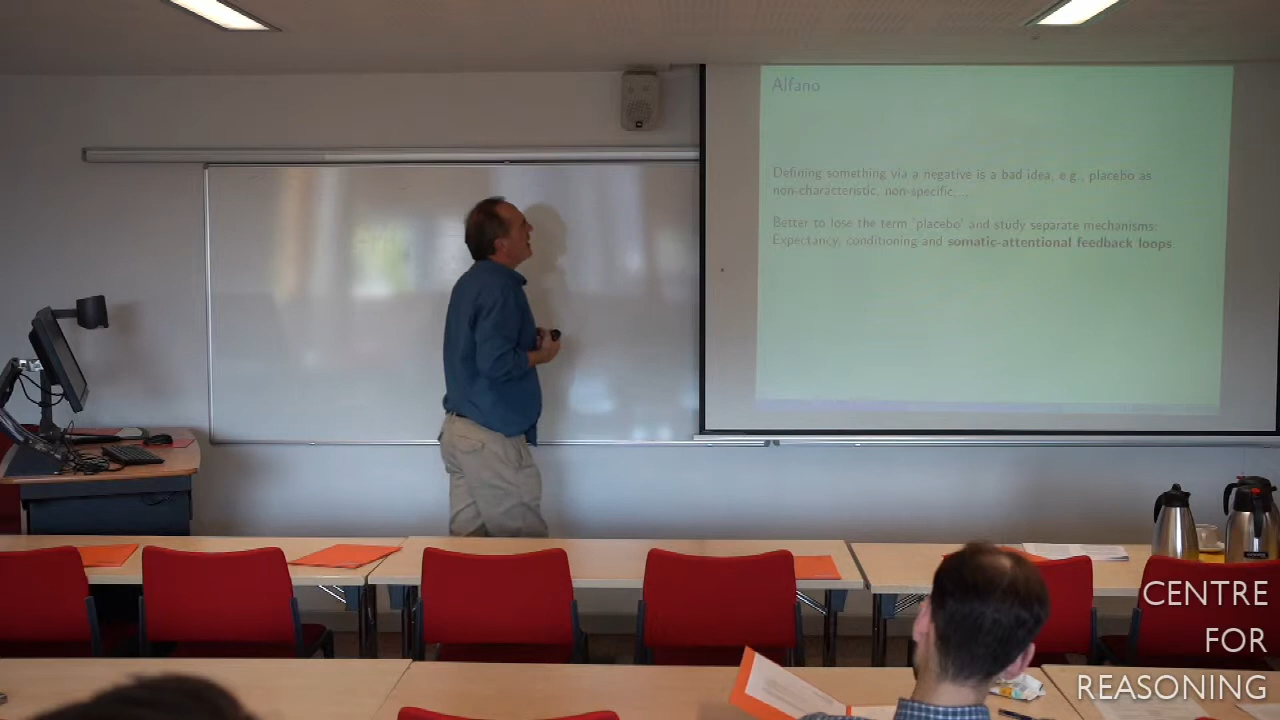 Alfano
Defining something via a negative is a bad idea, e.g., placebo as
non-characteristic, non-specific,...
Better to lose the term 'placebo' and study separate mechanisms:
Expectancy, conditioning and somatic-attentional feedback loops.
CENTRE
FOR
REASONING